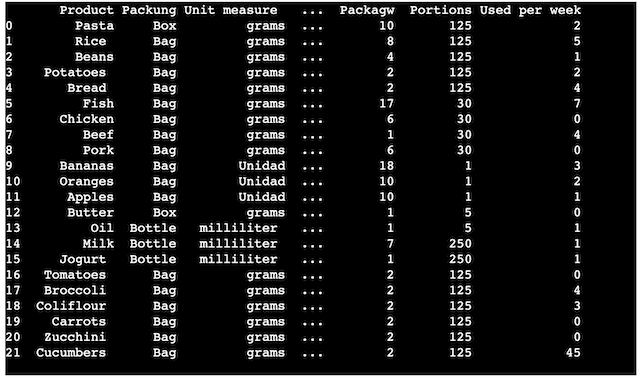 Product Packung Unit measure ... Packagw Portions Used per week
0 Pasta Box grams ... 10 125 2
1 Rice Bag grams ... 8 125 5
2 Beans Bag grams ... 4 125 1
3 Potatoes Bag grams ... 2 125 2
4 Bread Bag grams ... 2 125 4
5 Fish Bag grams ... 17 30 7
6 Chicken Bag grams ... 6 30 0
7 Beef Bag grams ... 1 30 4
8 Pork Bag grams ... 6 30 0
9 Bananas Bag Unidad ... 18 1 3
10 Oranges Bag Unidad ... 10 1 2
11 Apples Bag Unidad ... 10 1 1
12 Butter Box grams ... 1 5 0
13 Oil Bottle milliliter ... 1 5 1
14 Milk Bottle milliliter ... 7 250 1
15 Jogurt Bottle milliliter ... 1 250 1
16 Tomatoes Bag grams ... 2 125 0
17 Broccoli Bag grams ... 2 125 4
18 Coliflour Bag grams ... 2 125 3
19 Carrots Bag grams ... 2 125 0
20 Zucchini Bag grams ... 2 125 0
21 Cucumbers Bag grams ... 2 125 45